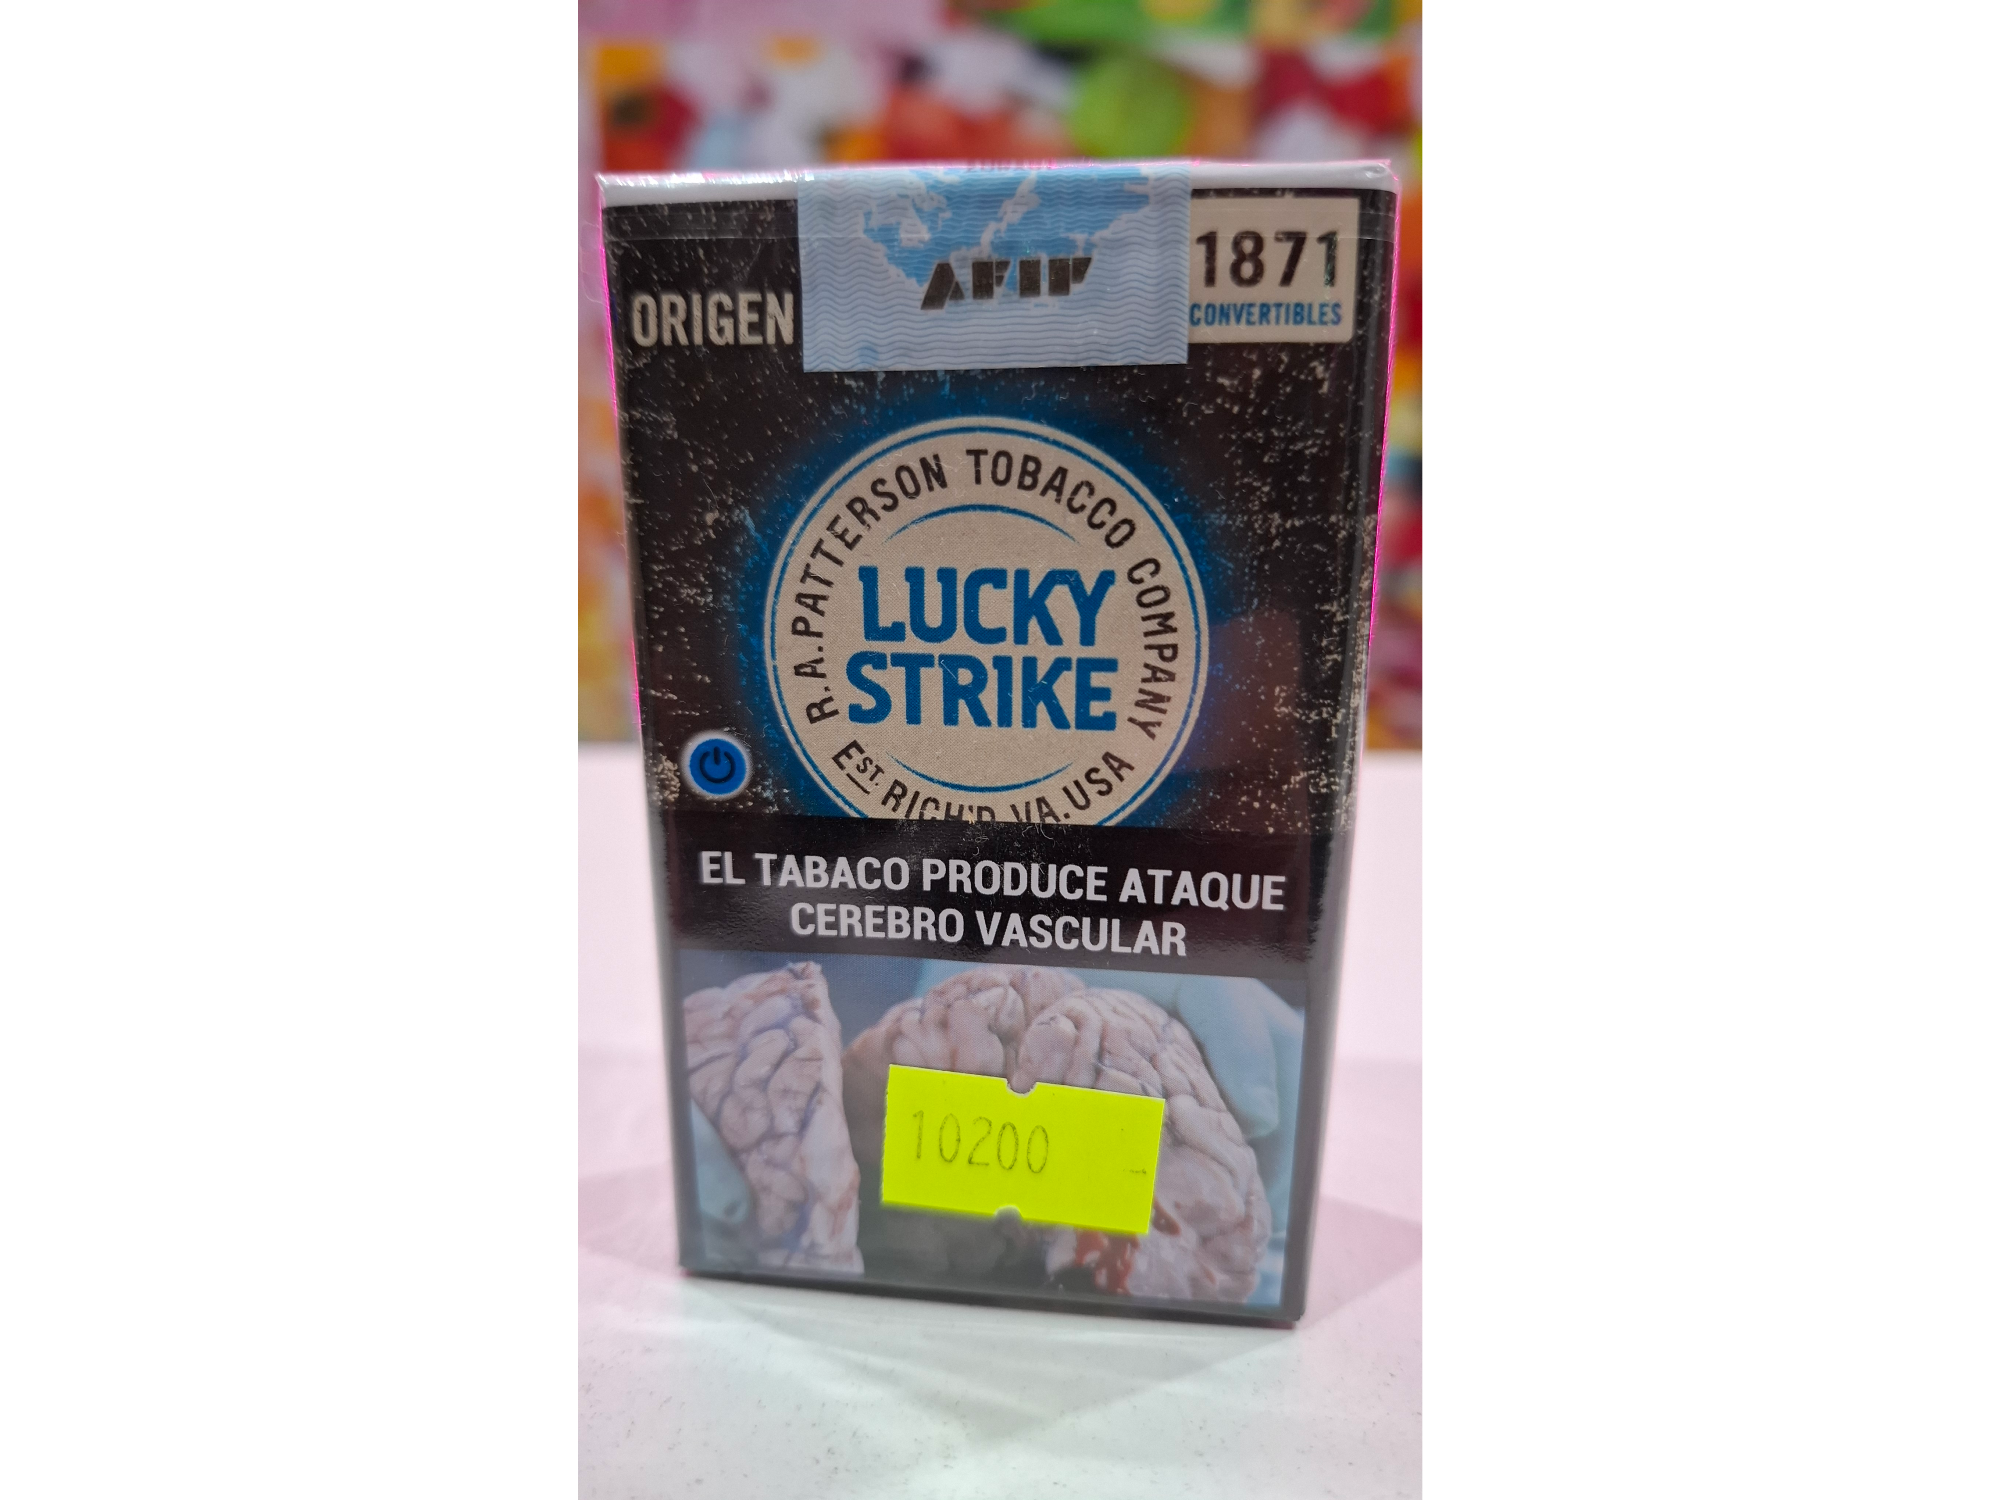 AFIF
ORIGEN
1871
CONVERTIBLES
R.A.PATTERSON TOBACCO COMPANY
LUCKY
STRIKE
EST. RICH'D. VA. USA
EL TABACO PRODUCE ATAQUE
CEREBRO VASCULAR
10200